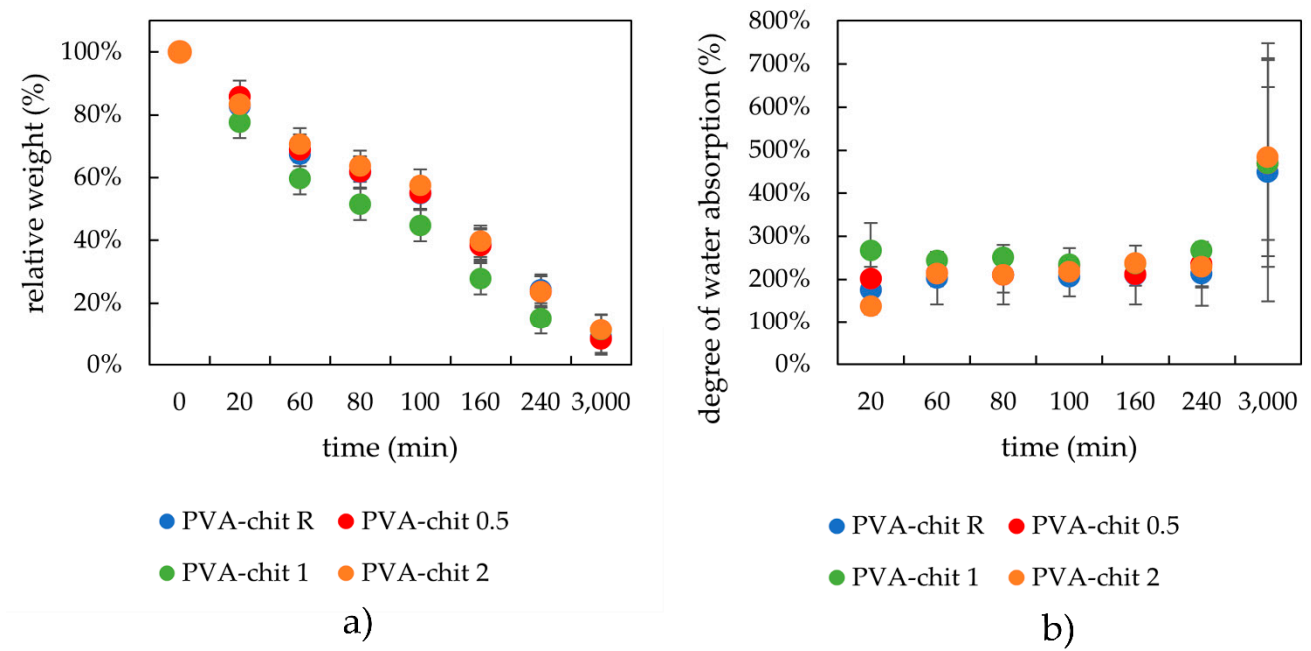 relative weight (%)
100%
80%
60%
40%
20%
0%
0 20 60 80 100 160 240 3,000
time (min)
PVA-chit R PVA-chit 0.5
PVA-chit 1 PVA-chit 2
a)
degree of water absorption (%)
800%
700%
600%
500%
400%
300%
200%
100%
0%
20 60 80 100 160 240 3,000
time (min)
PVA-chit R PVA-chit 0.5
PVA-chit 1 PVA-chit 2
b)